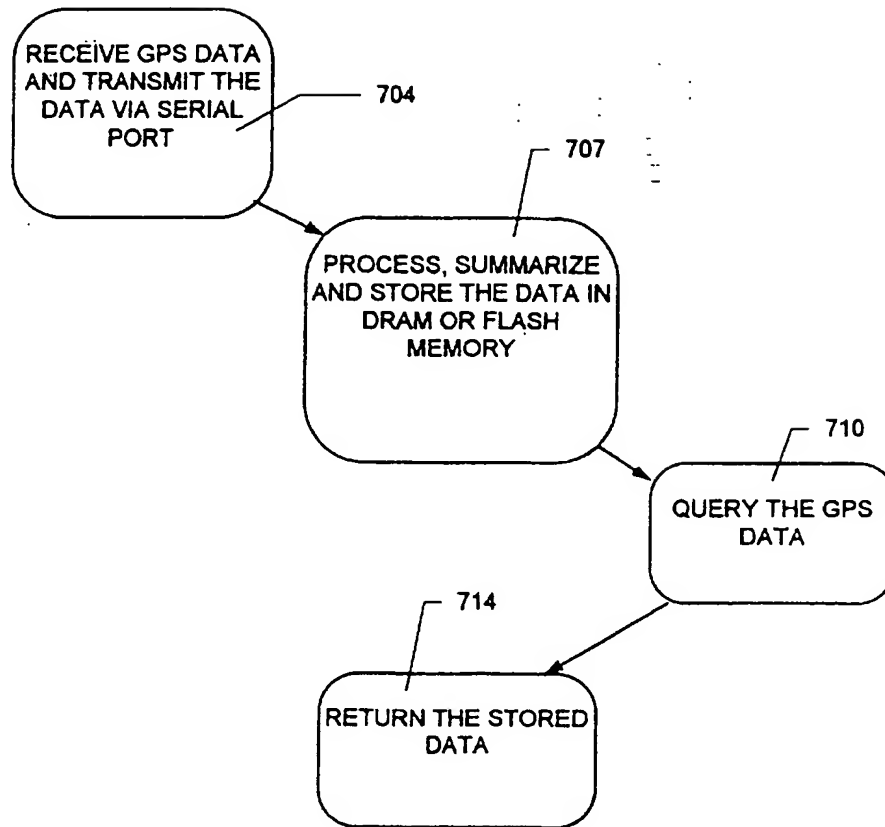 RECEIVE GPS DATA
AND TRANSMIT THE
DATA VIA SERIAL
PORT
704
707
PROCESS, SUMMARIZE
AND STORE THE DATA IN
DRAM OR FLASH
MEMORY
710
QUERY THE GPS
DATA
714
RETURN THE STORED
DATA